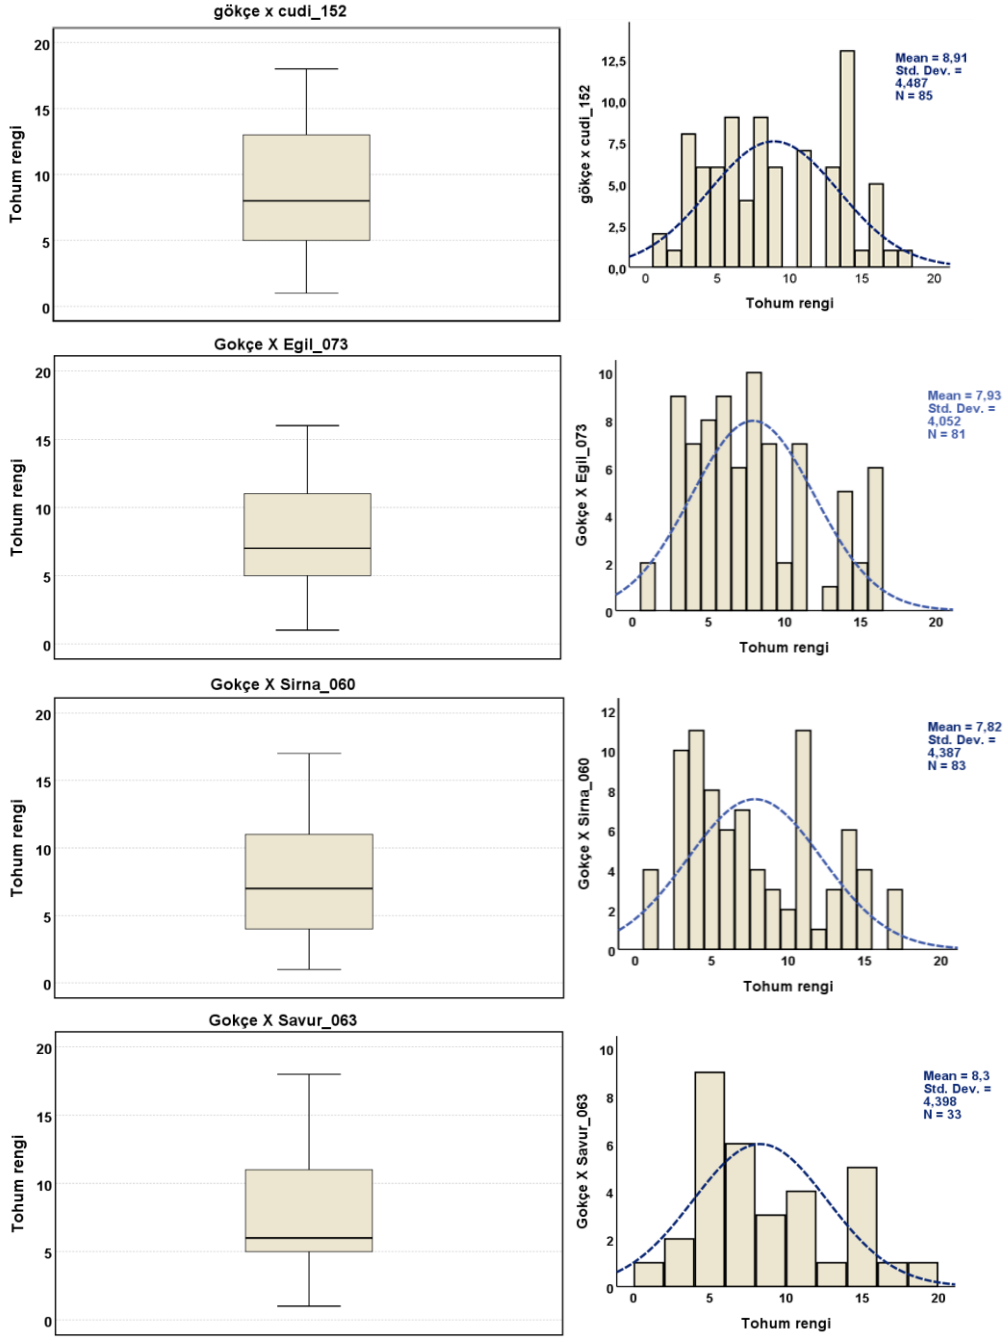 gökçe x cudi_152
Tohum rengi
20
15
10
5
0
gökçe x cudi_152
12,5
10,0
7,5
5,0
2,5
0,0
0 5 10 15 20
Tohum rengi
Mean = 8,91
Std. Dev. =
4,487
N = 85
Gokçe X Egil_073
Tohum rengi
20
15
10
5
0
Gokçe X Egil_073
10
8
6
4
2
0
0 5 10 15 20
Tohum rengi
Mean = 7,93
Std. Dev. =
4,052
N = 81
Gokçe X Sirna_060
Tohum rengi
20
15
10
5
0
Gokçe X Sirna_060
12
10
8
6
4
2
0
0 5 10 15 20
Tohum rengi
Mean = 7,82
Std. Dev. =
4,387
N = 83
Gokçe X Savur_063
Tohum rengi
20
15
10
5
0
Gokçe X Savur_063
10
8
6
4
2
0
0 5 10 15 20
Tohum rengi
Mean = 8,3
Std. Dev. =
4,398
N = 33